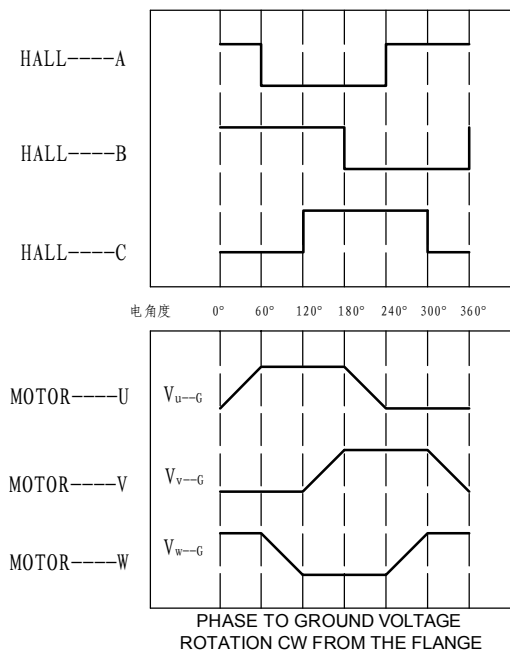 HALL----A
HALL----B
HALL----C
电角度 0° 60° 120° 180° 240° 300° 360°
MOTOR----U Vu--G
MOTOR----V Vv--G
MOTOR----W Vw--G
PHASE TO GROUND VOLTAGE
ROTATION CW FROM THE FLANGE